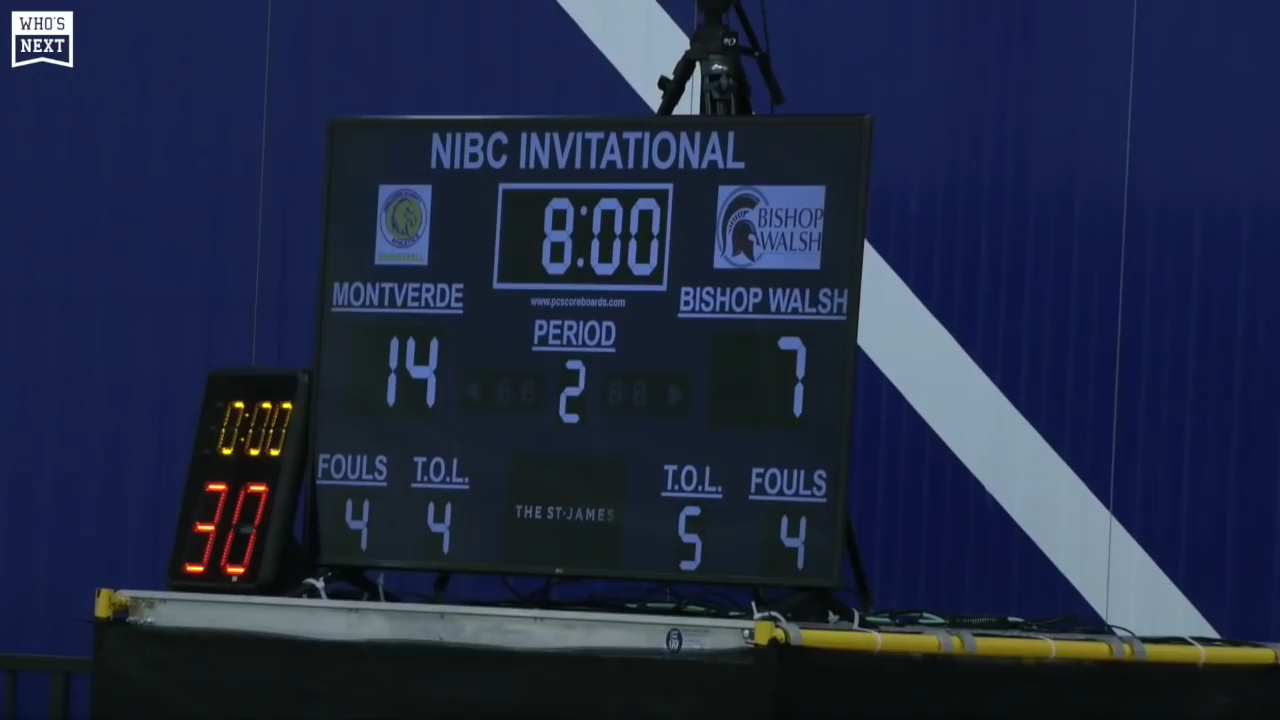 WHO'S
NEXT
NIBC INVITATIONAL
8:00
BISHOP
WALSH
MONTVERDE
www.pcscoreboards.com
BISHOP WALSH
PERIOD
14
2
7
0:00
30
FOULS
T.O.L.
T.O.L.
FOULS
4
4
THE ST·JAMES
5
4